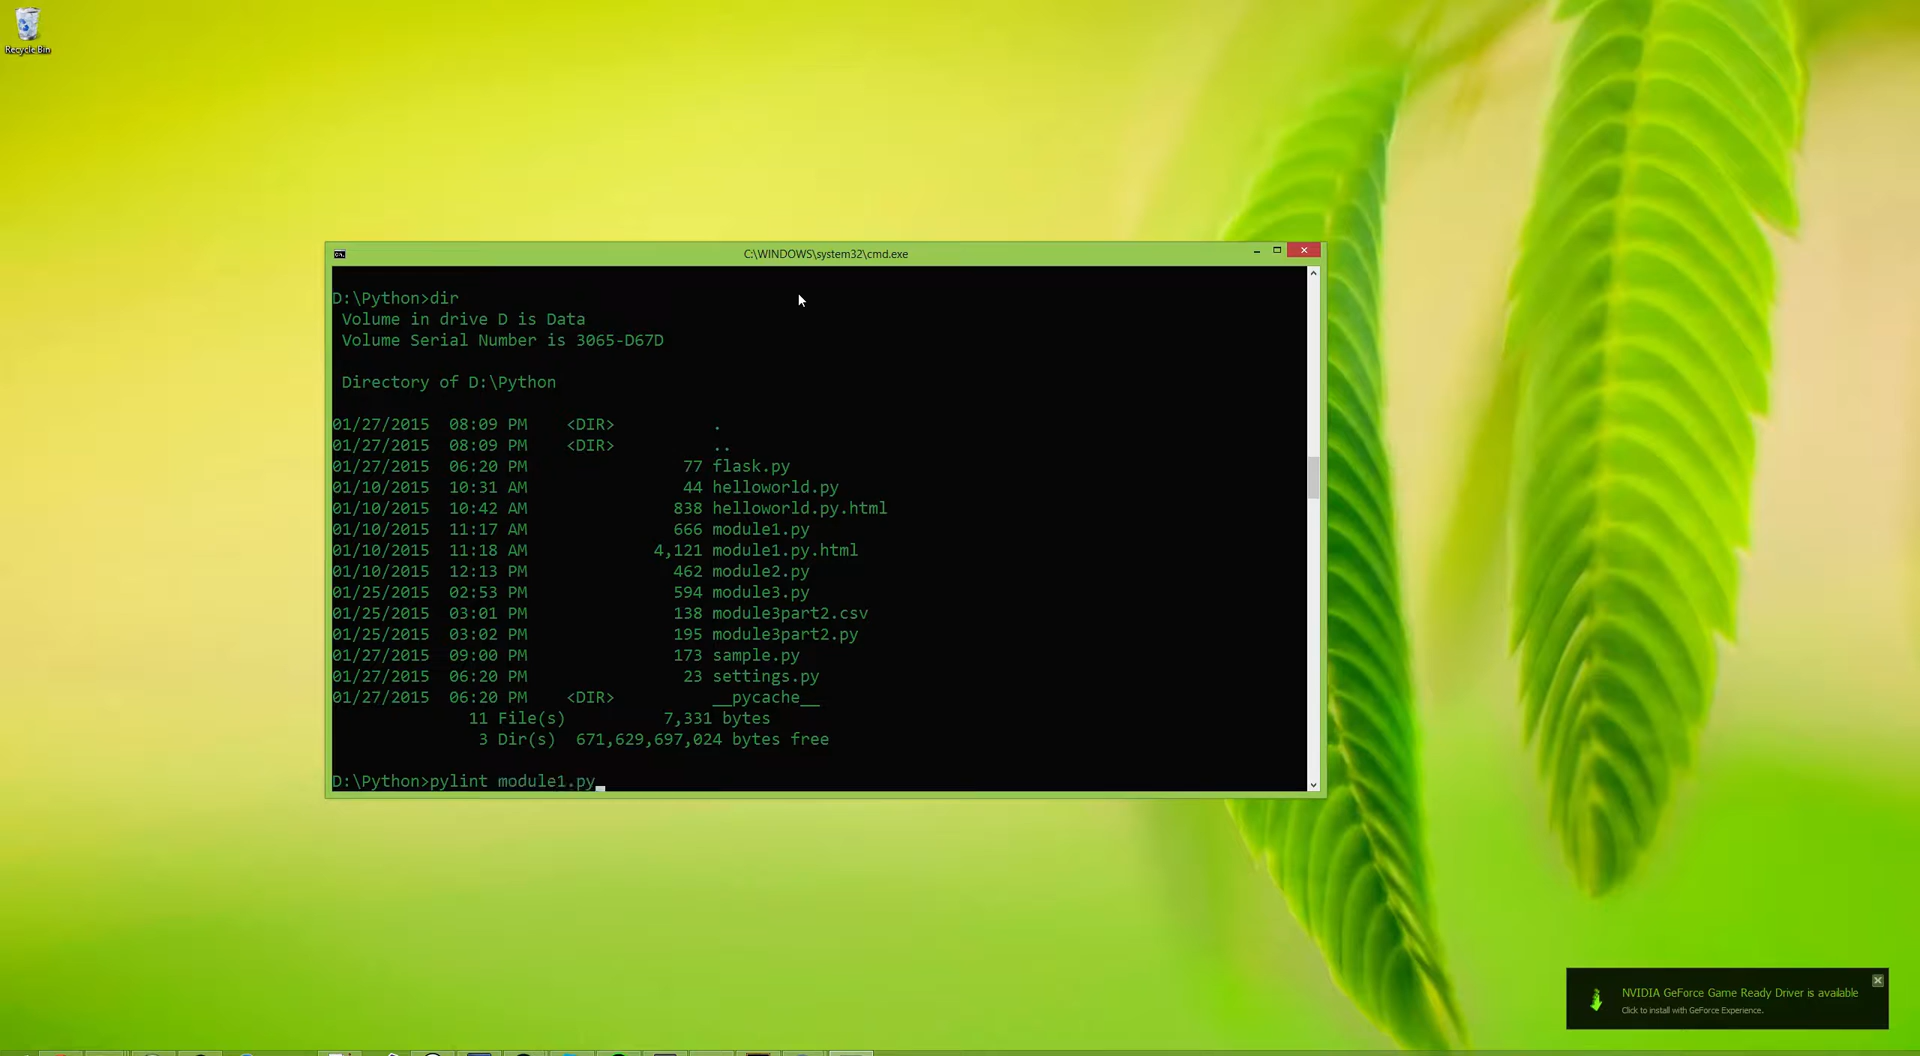 Recycle Bin
C:\WINDOWS\system32\cmd.exe
D:\Python>dir
Volume in drive D is Data
Volume Serial Number is 3065-D67D
Directory of D:\Python
01/27/2015 08:09 PM <DIR> .
01/27/2015 08:09 PM <DIR> ..
01/27/2015 06:20 PM 77 flask.py
01/10/2015 10:31 AM 44 helloworld.py
01/10/2015 10:42 AM 838 helloworld.py.html
01/10/2015 11:17 AM 666 module1.py
01/10/2015 11:18 AM 4,121 module1.py.html
01/10/2015 12:13 PM 462 module2.py
01/25/2015 02:53 PM 594 module3.py
01/25/2015 03:01 PM 138 module3part2.csv
01/25/2015 03:02 PM 195 module3part2.py
01/27/2015 09:00 PM 173 sample.py
01/27/2015 06:20 PM 23 settings.py
01/27/2015 06:20 PM <DIR> __pycache__
11 File(s) 7,331 bytes
3 Dir(s) 671,629,697,024 bytes free
D:\Python>pylint module1.py
NVIDIA GeForce Game Ready Driver is available
Click to install with GeForce Experience.